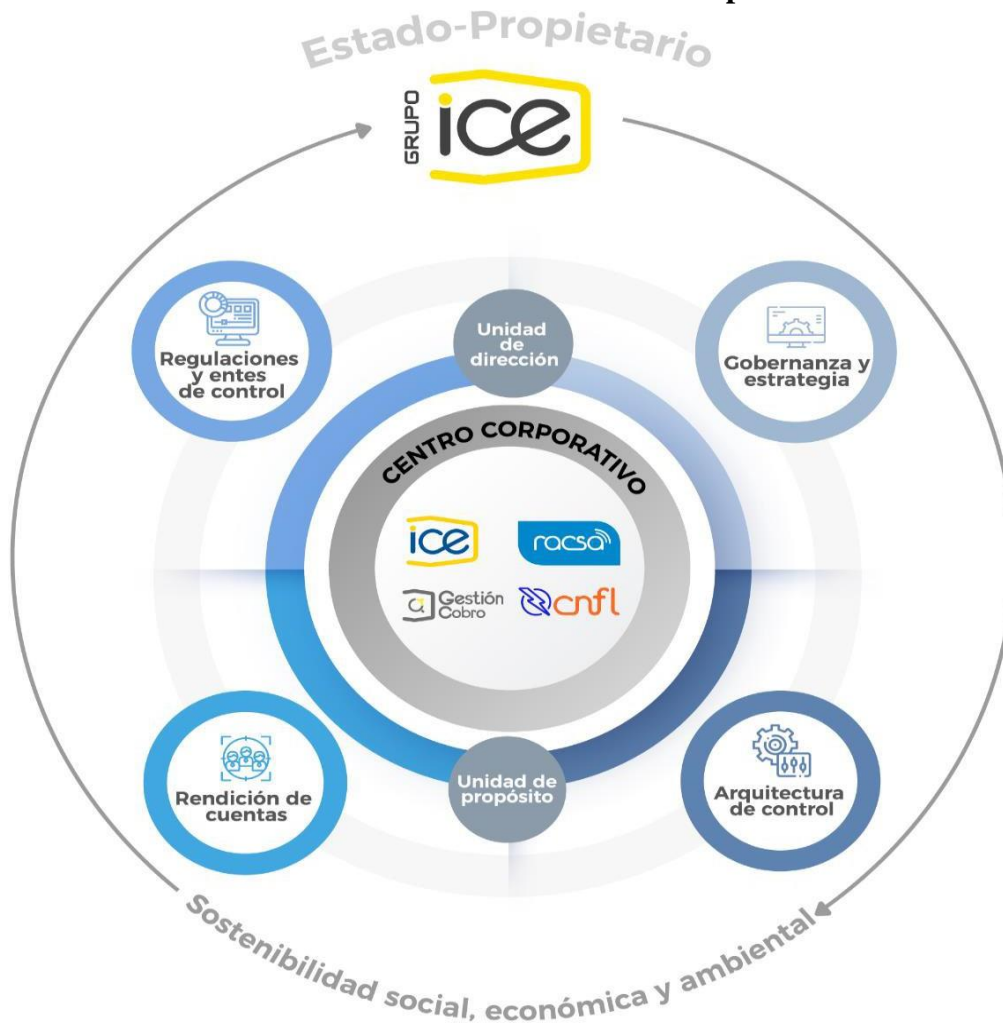 Estado-Propietario
GRUPO
ice
Regulaciones
y entes
de control
Unidad
de
dirección
Gobernanza y
estrategia
CENTRO CORPORATIVO
ice
racsa
Gestión
Cobro
cnfl
Rendición de
cuentas
Unidad de
propósito
Arquitectura
de control
Sostenibilidad social, económica y ambiental